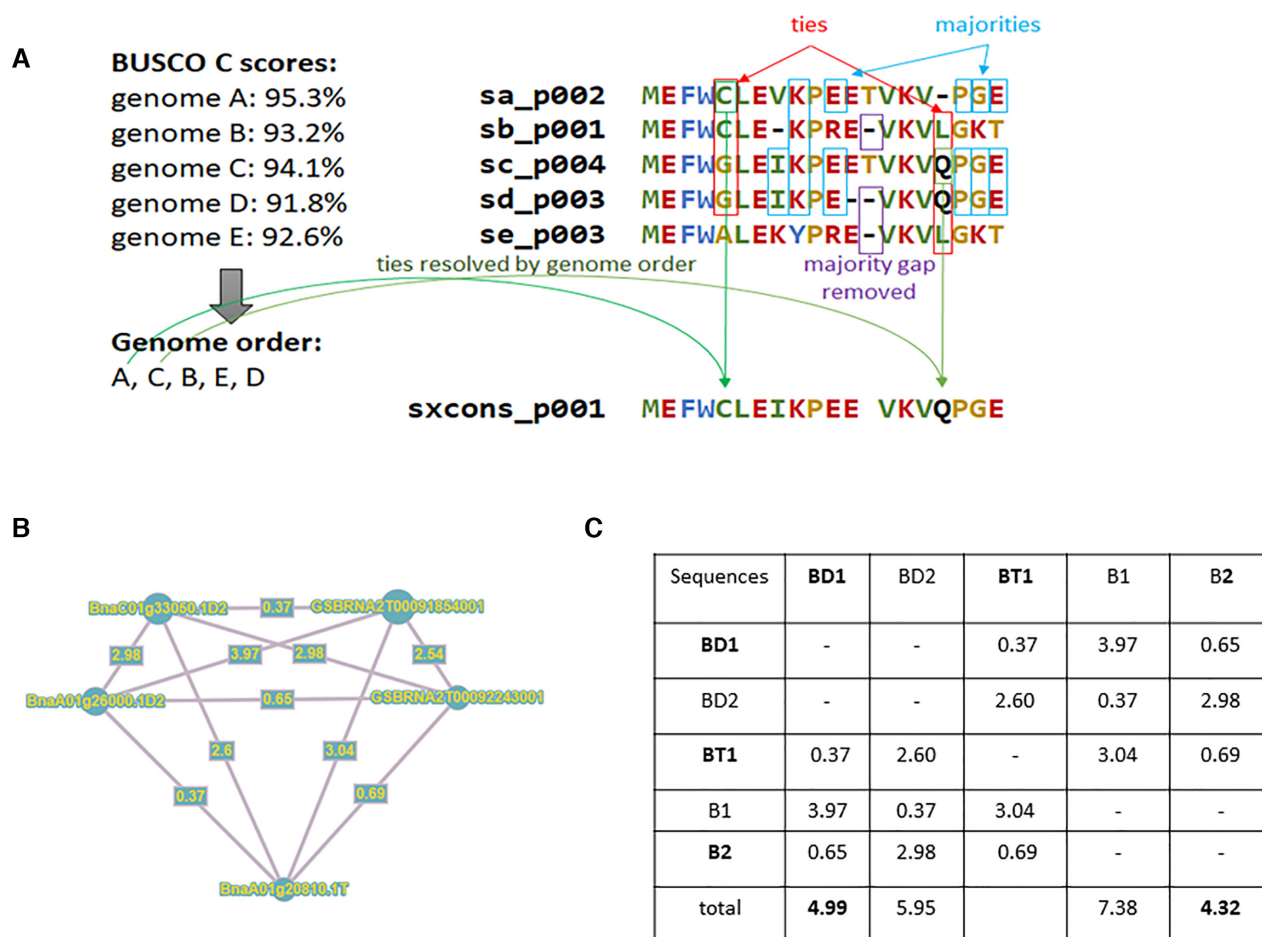 A
BUSCO C scores:
genome A: 95.3%
genome B: 93.2%
genome C: 94.1%
genome D: 91.8%
genome E: 92.6%
Genome order:
A, C, B, E, D
ties
majorities
sa_p002 MEFWCLEVKPEETVKV-PGE
sb_p001 MEFWCLE-KPRE-VKVLGKT
sc_p004 MEFWGLEIKPEETVKVQPGE
sd_p003 MEFWGLEIKPE--VKVQPGE
se_p003 MEFWALEKYPRE-VKVLGKT
ties resolved by genome order
majority gap
removed
sxcons_p001 MEFWCLEIKPEE VKVQPGE
B
BnaC01g33050.1D2 0.37 GSBRNA2T00091854001
2.98 3.97 2.98 2.54
BnaA01g26000.1D2 0.65 GSBRNA2T00092243001
2.6 3.04
0.37 0.69
BnaA01g20810.1T
C
Sequences BD1 BD2 BT1 B1 B2
BD1 - - 0.37 3.97 0.65
BD2 - - 2.60 0.37 2.98
BT1 0.37 2.60 - 3.04 0.69
B1 3.97 0.37 3.04 - -
B2 0.65 2.98 0.69 - -
total 4.99 5.95 7.38 4.32